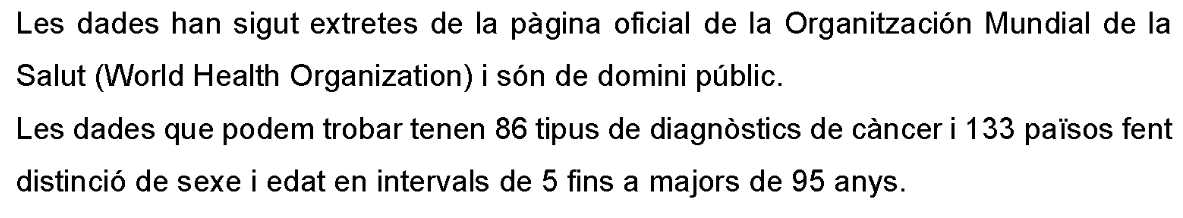 Les dades han sigut extretes de la pàgina oficial de la Organització Mundial de la
Salut (World Health Organization) i són de domini públic.
Les dades que podem trobar tenen 86 tipus de diagnòstics de càncer i 133 països fent
distinció de sexe i edat en intervals de 5 fins a majors de 95 anys.